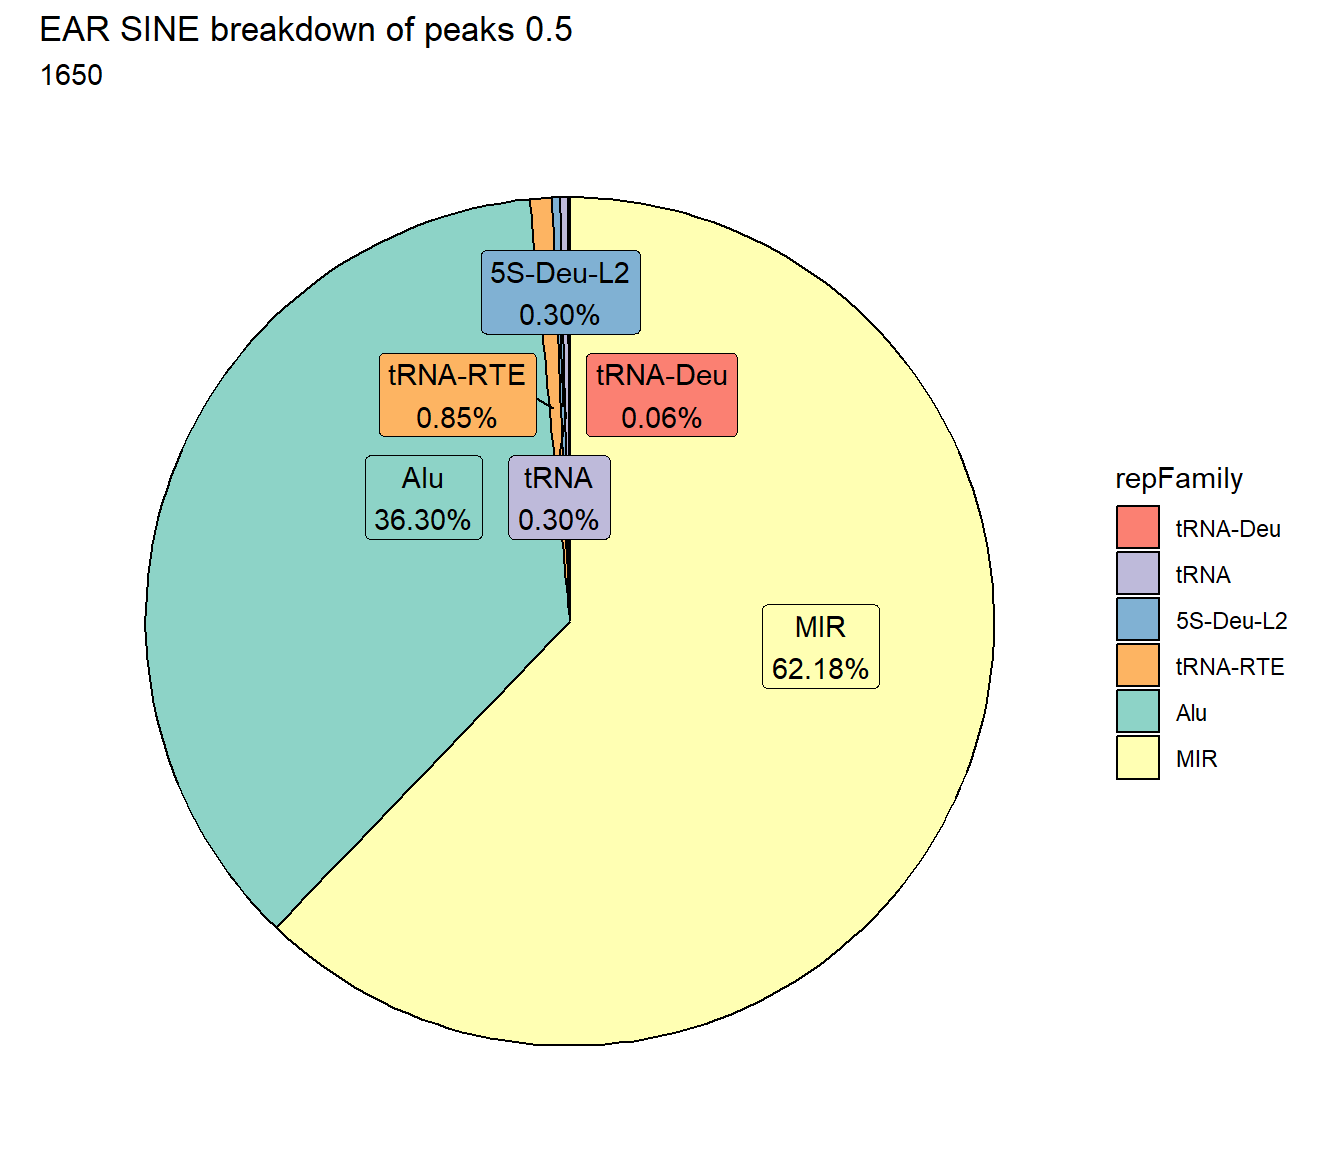 EAR SINE breakdown of peaks 0.5
1650
5S-Deu-L2
0.30%
tRNA-RTE
0.85%
tRNA-Deu
0.06%
Alu
36.30%
tRNA
0.30%
MIR
62.18%
repFamily
tRNA-Deu
tRNA
5S-Deu-L2
tRNA-RTE
Alu
MIR